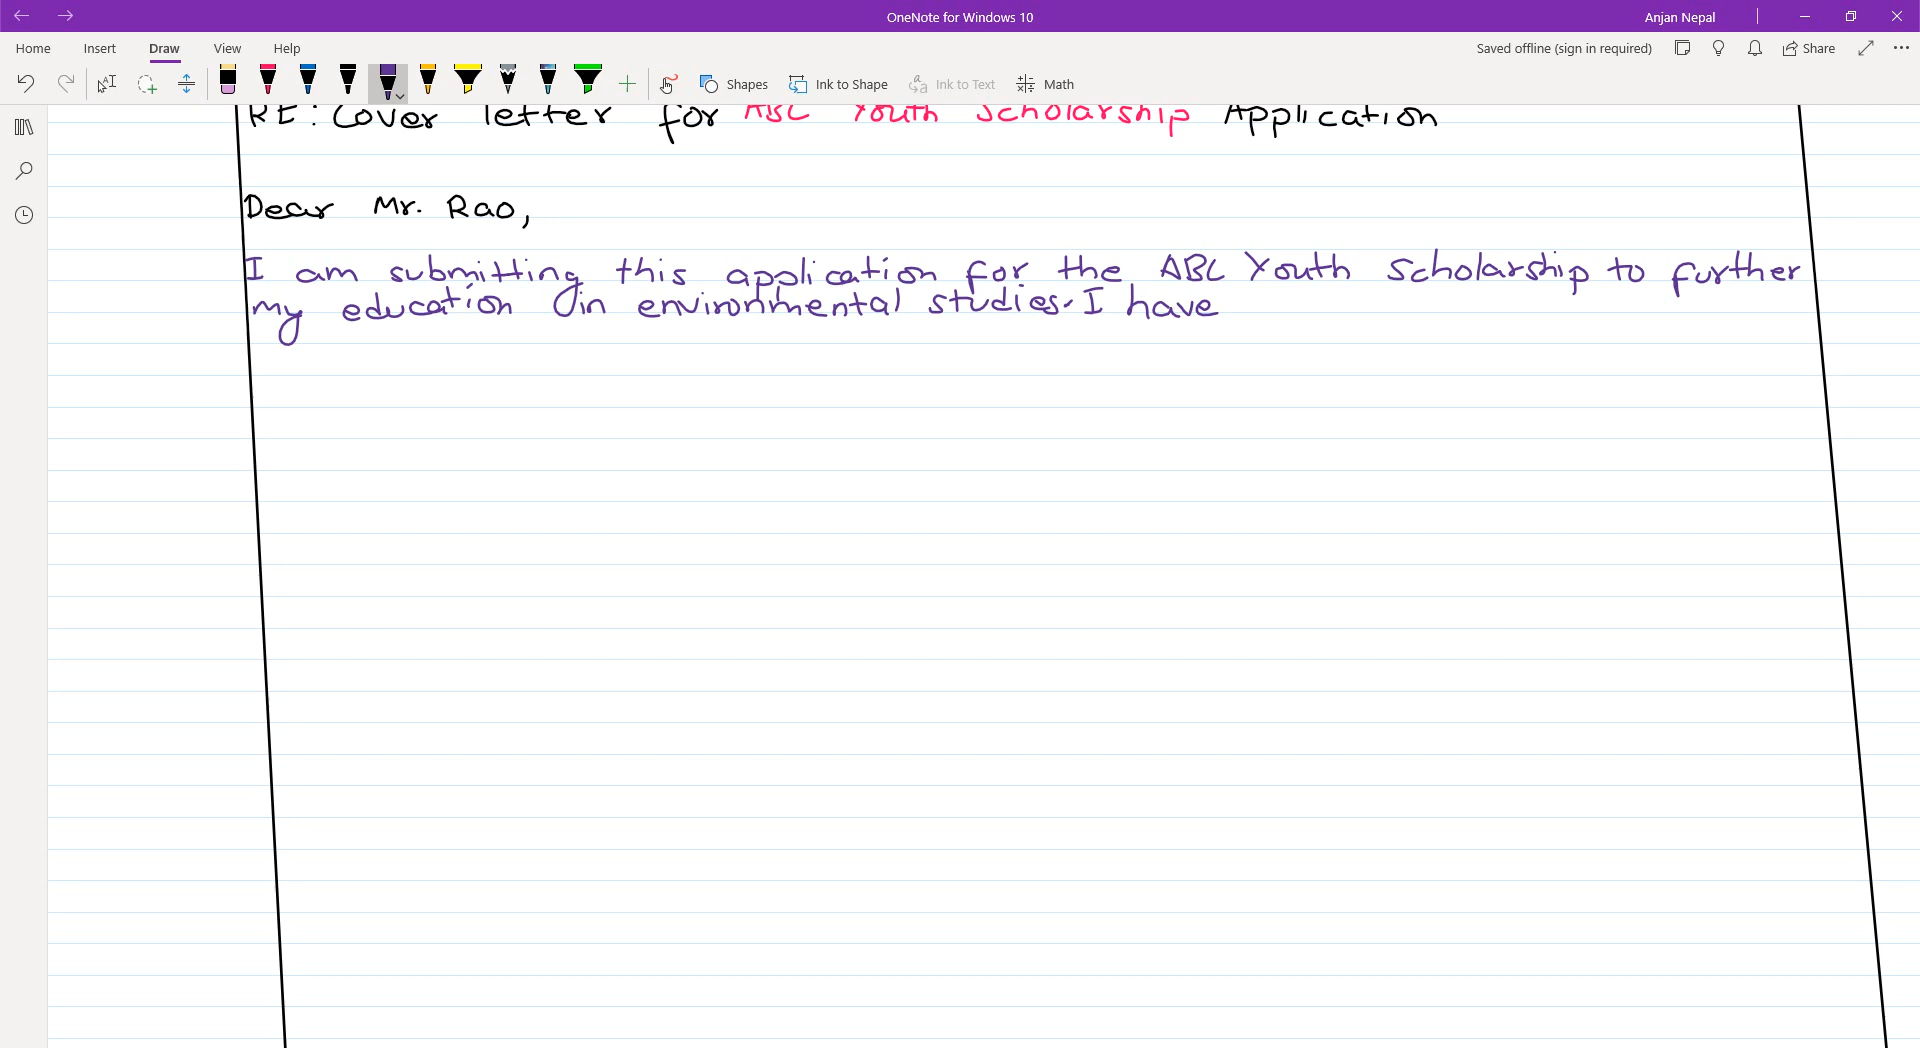 OneNote for Windows 10
Anjan Nepal
Home Insert Draw View Help
Saved offline (sign in required)
Share
Shapes
Ink to Shape
Ink to Text
Math
RE: Cover letter for ABC Youth Scholarship Application
Dear Mr. Rao,
I am submitting this application for the ABC Youth Scholarship to further
my education in environmental studies. I have